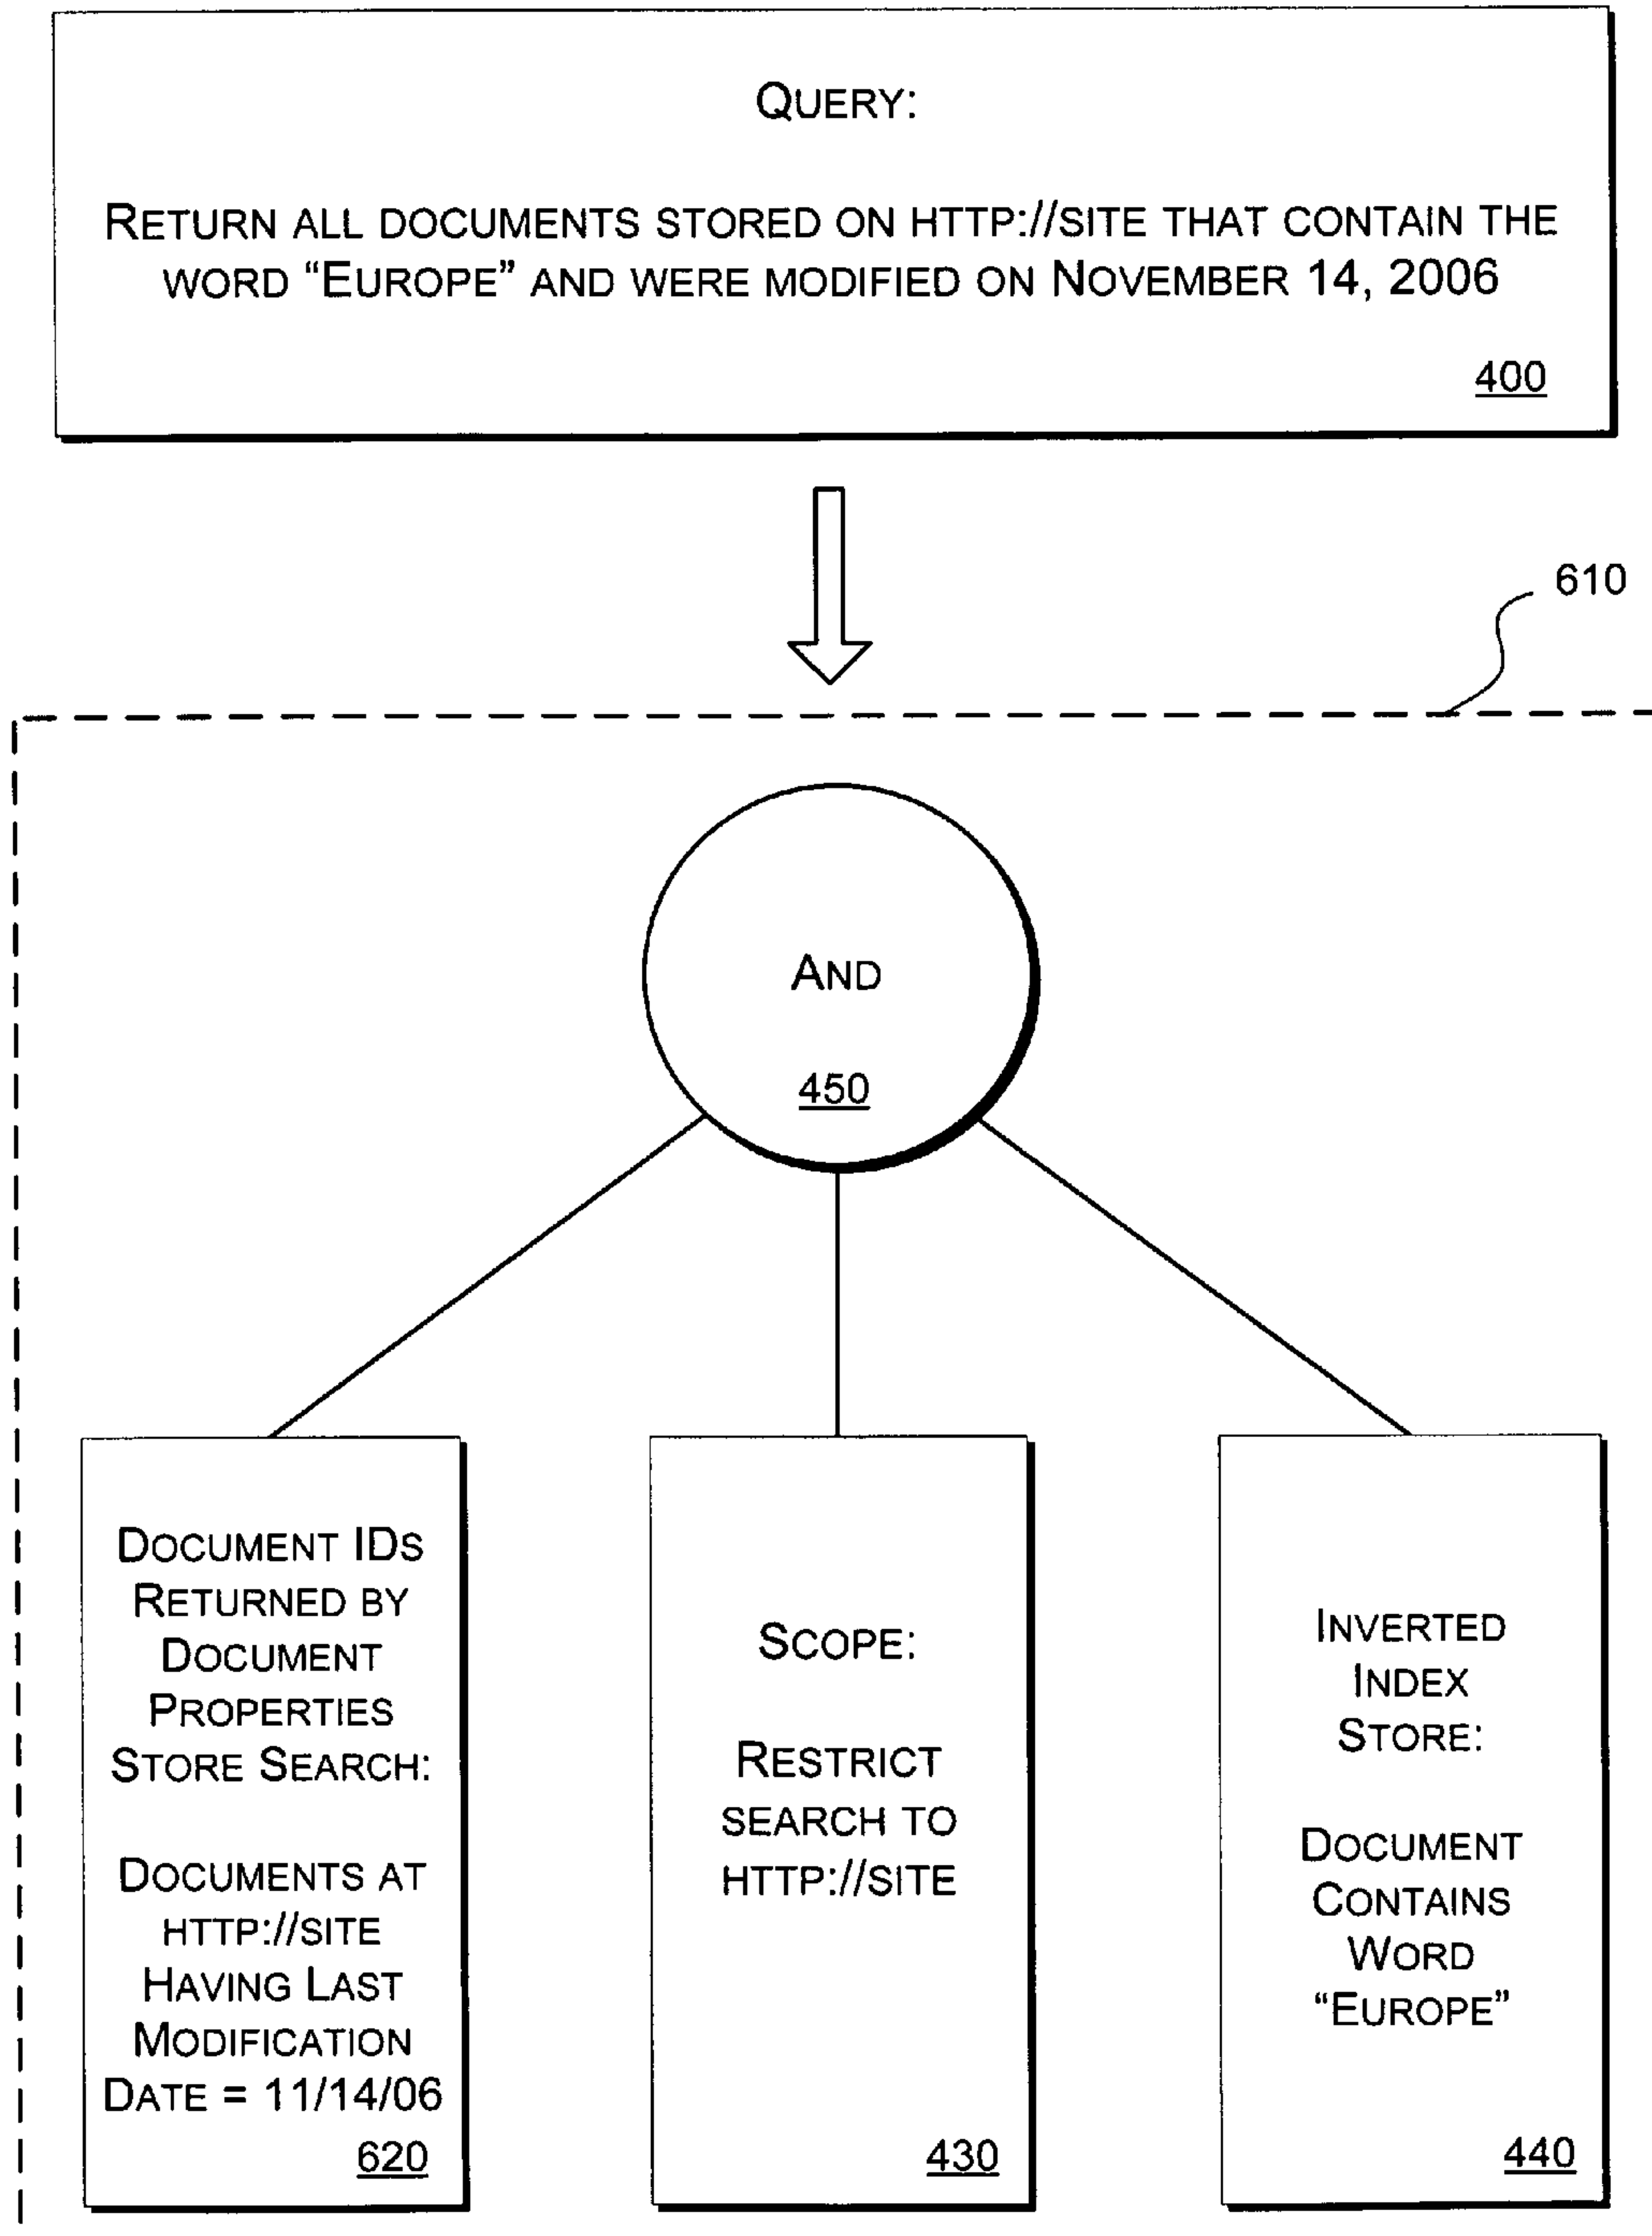 QUERY:
RETURN ALL DOCUMENTS STORED ON HTTP://SITE THAT CONTAIN THE
WORD “EUROPE” AND WERE MODIFIED ON NOVEMBER 14, 2006
400
610
AND
450
DOCUMENT IDS
RETURNED BY
DOCUMENT
PROPERTIES
STORE SEARCH:
DOCUMENTS AT
HTTP://SITE
HAVING LAST
MODIFICATION
DATE = 11/14/06
620
SCOPE:
RESTRICT
SEARCH TO
HTTP://SITE
430
INVERTED
INDEX
STORE:
DOCUMENT
CONTAINS
WORD
“EUROPE”
440